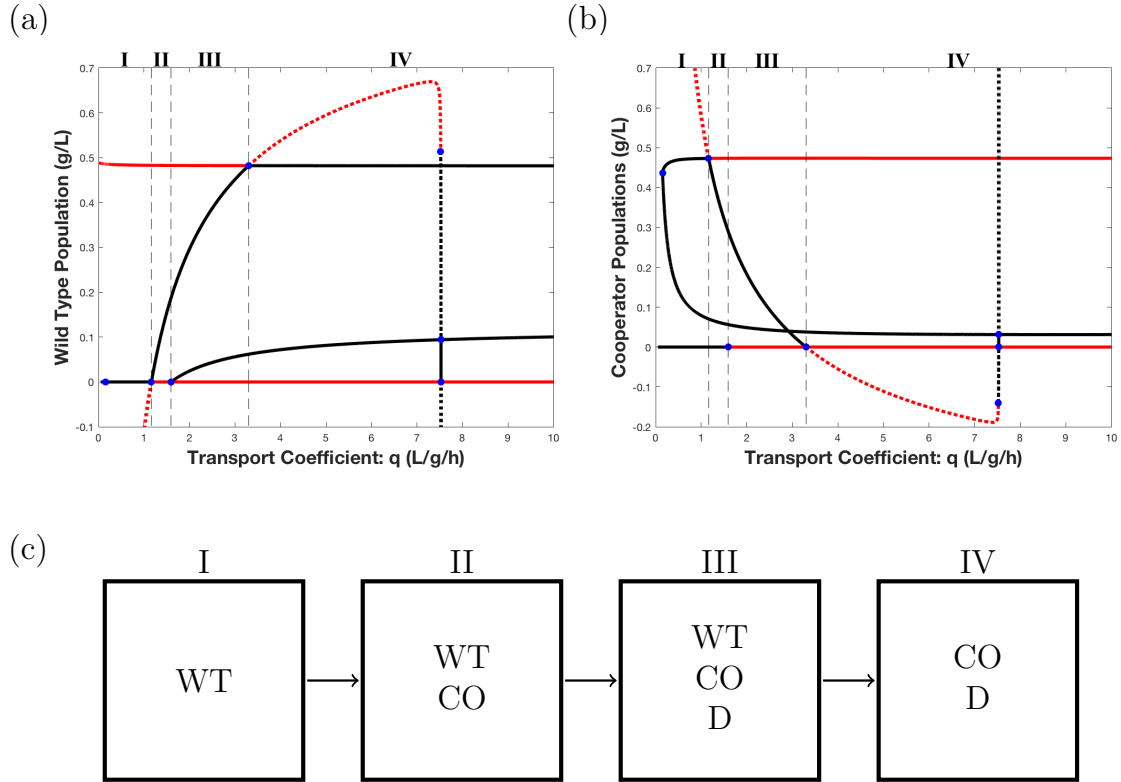 (a)
I II III IV
Wild Type Population (g/L)
0.7
0.6
0.5
0.4
0.3
0.2
0.1
0
-0.1
0 1 2 3 4 5 6 7 8 9 10
Transport Coefficient: q (L/g/h)
(b)
I II III IV
Cooperator Populations (g/L)
0.7
0.6
0.5
0.4
0.3
0.2
0.1
0
-0.1
-0.2
0 1 2 3 4 5 6 7 8 9 10
Transport Coefficient: q (L/g/h)
(c)
I
WT
II
WT
CO
III
WT
CO
D
IV
CO
D